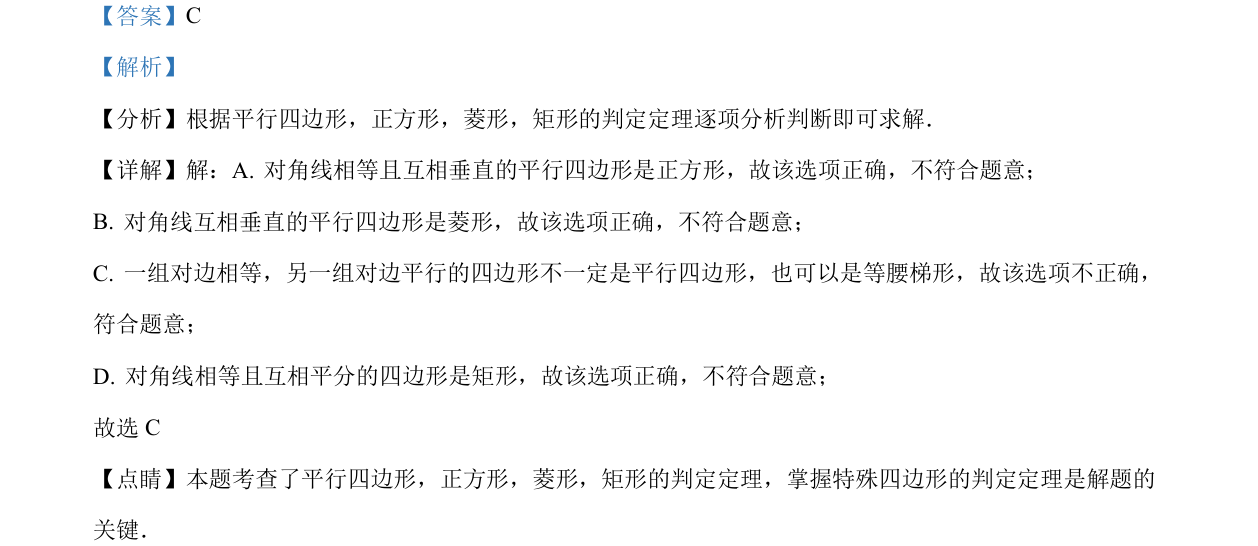 【答案】C
【解析】
【分析】根据平行四边形，正方形，菱形，矩形的判定定理逐项分析判断即可求解．
【详解】解：A. 对角线相等且互相垂直的平行四边形是正方形，故该选项正确，不符合题意；
B. 对角线互相垂直的平行四边形是菱形，故该选项正确，不符合题意；
C. 一组对边相等，另一组对边平行的四边形不一定是平行四边形，也可以是等腰梯形，故该选项不正确，
符合题意；
D. 对角线相等且互相平分的四边形是矩形，故该选项正确，不符合题意；
故选 C
【点睛】本题考查了平行四边形，正方形，菱形，矩形的判定定理，掌握特殊四边形的判定定理是解题的
关键．